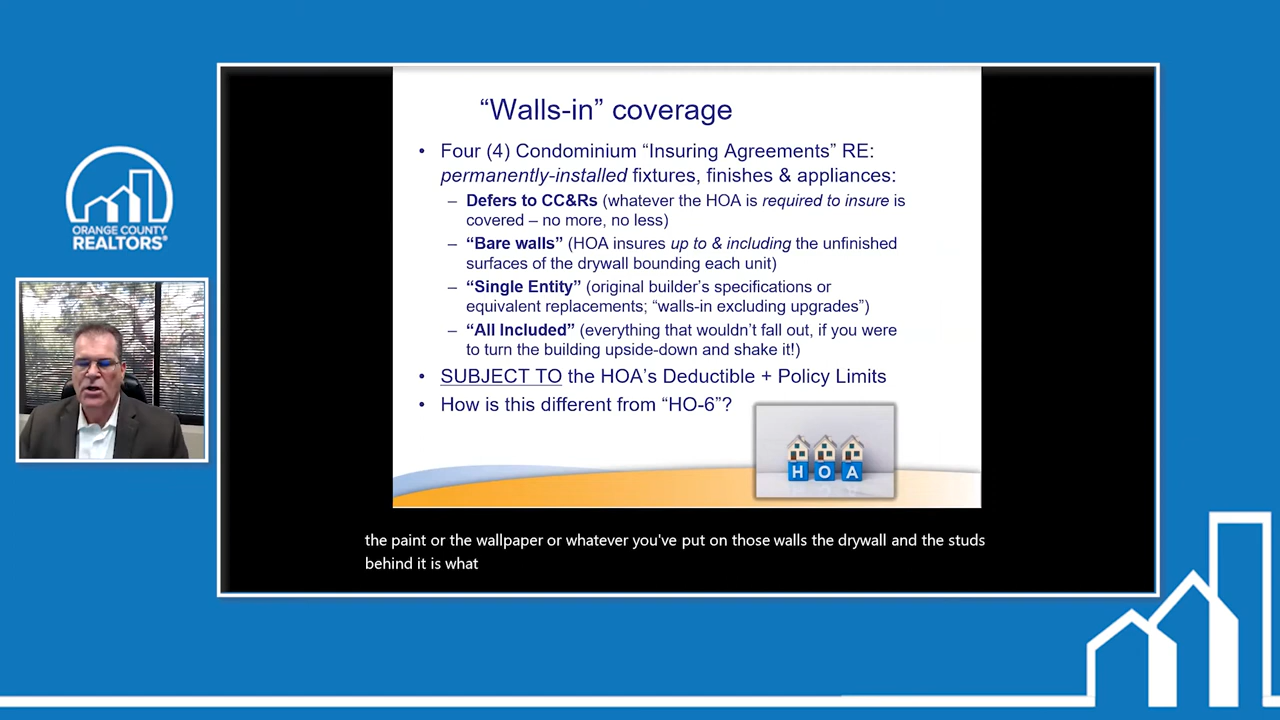 “Walls-in” coverage
• Four (4) Condominium “Insuring Agreements” RE:
permanently-installed fixtures, finishes & appliances:
– Defers to CC&Rs (whatever the HOA is required to insure is
covered – no more, no less)
– “Bare walls” (HOA insures up to & including the unfinished
surfaces of the drywall bounding each unit)
– “Single Entity” (original builder’s specifications or
equivalent replacements; “walls-in excluding upgrades”)
– “All Included” (everything that wouldn’t fall out, if you were
to turn the building upside-down and shake it!)
• SUBJECT TO the HOA’s Deductible + Policy Limits
• How is this different from “HO-6”?
H O A
ORANGE COUNTY
REALTORS®
the paint or the wallpaper or whatever you've put on those walls the drywall and the studs
behind it is what